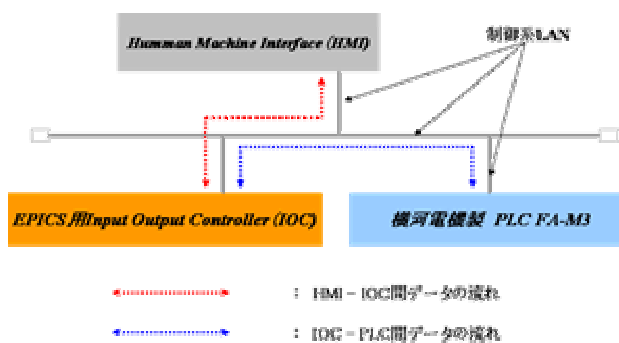 Humman Machine Interface (HMI)
制御系LAN
EPICS用Input Output Controller (IOC)
横河電機製 PLC FA-M3
： HMI－IOC間データの流れ
： IOC－PLC間データの流れ